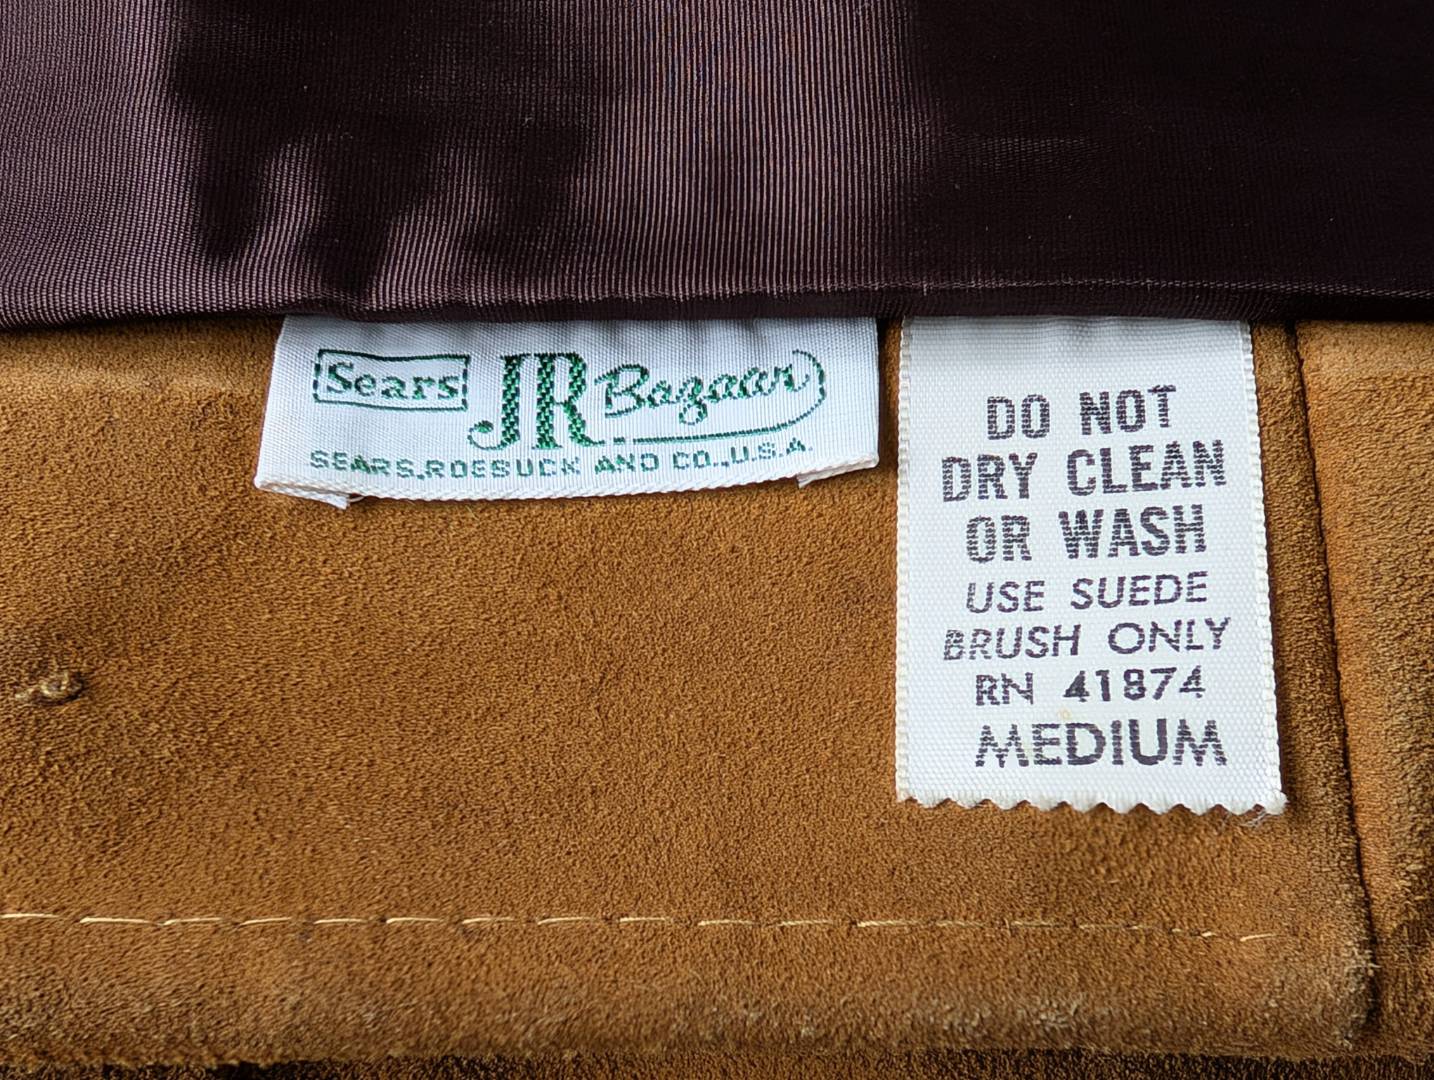 Sears JR Bazaar
SEARS, ROEBUCK AND CO., U.S.A.
DO NOT
DRY CLEAN
OR WASH
USE SUEDE
BRUSH ONLY
RN 41874
MEDIUM